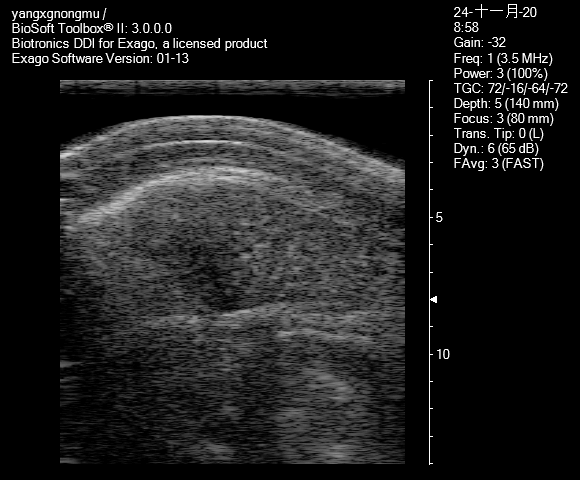 yangxgnongmu /
BioSoft Toolbox® II: 3.0.0.0
Biotronics DDI for Exago, a licensed product
Exago Software Version: 01-13
24-十一月-20
8:58
Gain: -32
Freq: 1 (3.5 MHz)
Power: 3 (100%)
TGC: 72/-16/-64/-72
Depth: 5 (140 mm)
Focus: 3 (80 mm)
Trans. Tip: 0 (L)
Dyn.: 6 (65 dB)
FAvg: 3 (FAST)
5
10